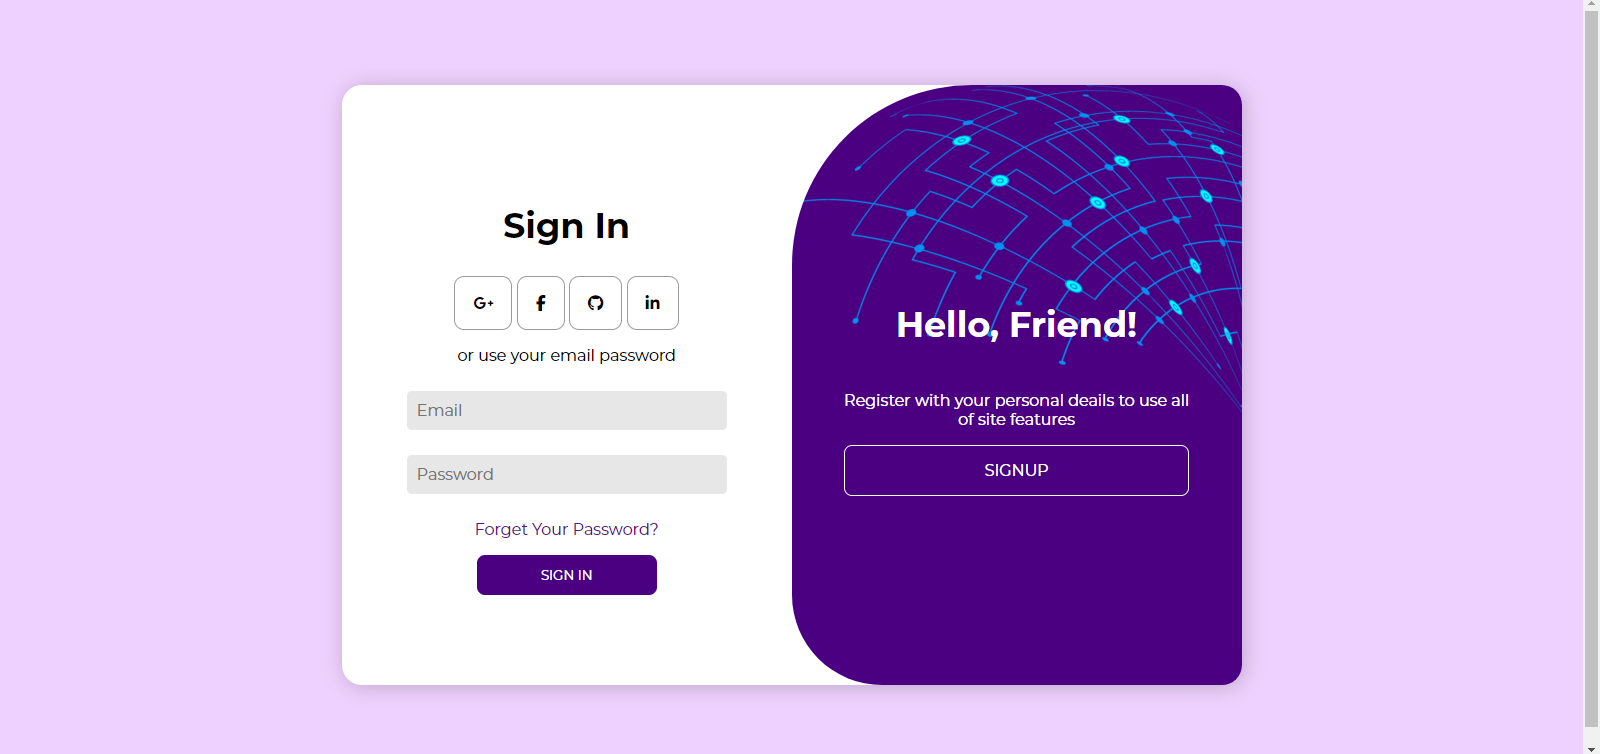 Sign In
G+
f
in
or use your email password
Email
Password
Forget Your Password?
SIGN IN
Hello, Friend!
Register with your personal deails to use all
of site features
SIGNUP